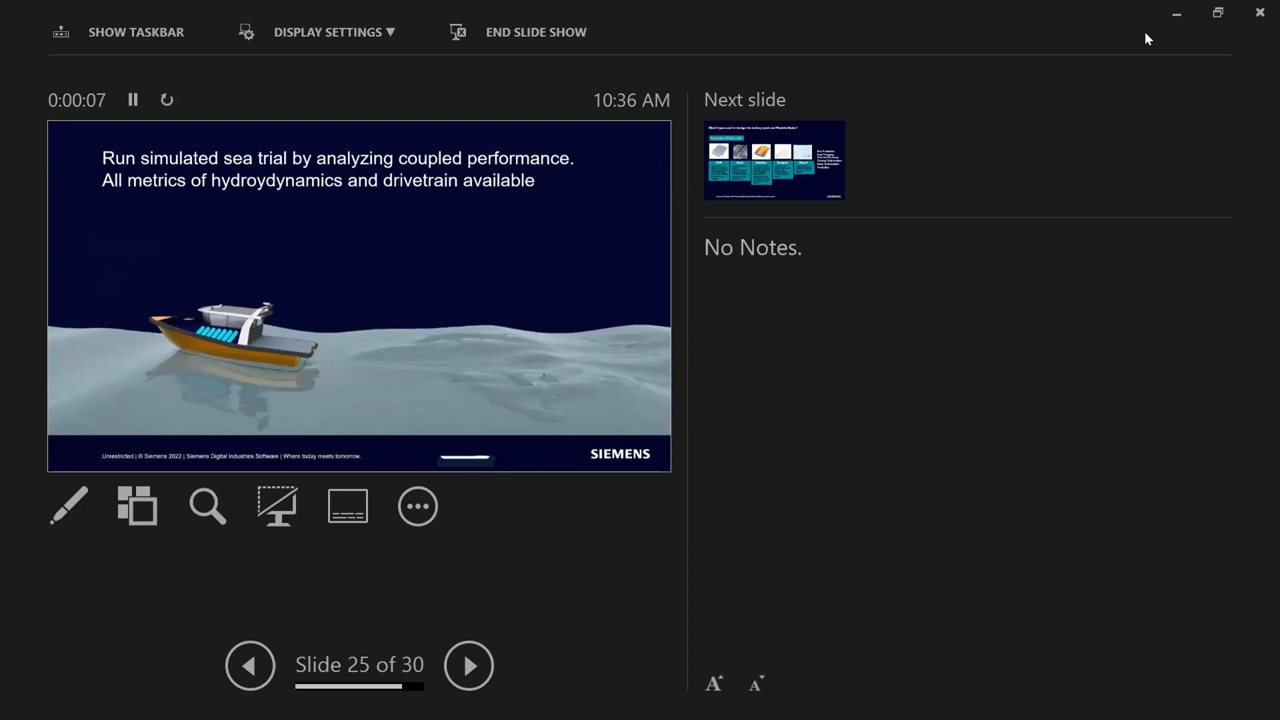 SHOW TASKBAR
DISPLAY SETTINGS ▼
END SLIDE SHOW
0:00:07
10:36 AM
Run simulated sea trial by analyzing coupled performance.
All metrics of hydroydynamics and drivetrain available
Unrestricted | © Siemens 2022 | Siemens Digital Industries Software | Where today meets tomorrow.
SIEMENS
Slide 25 of 30
Next slide
SIEMENS
No Notes.
A
A